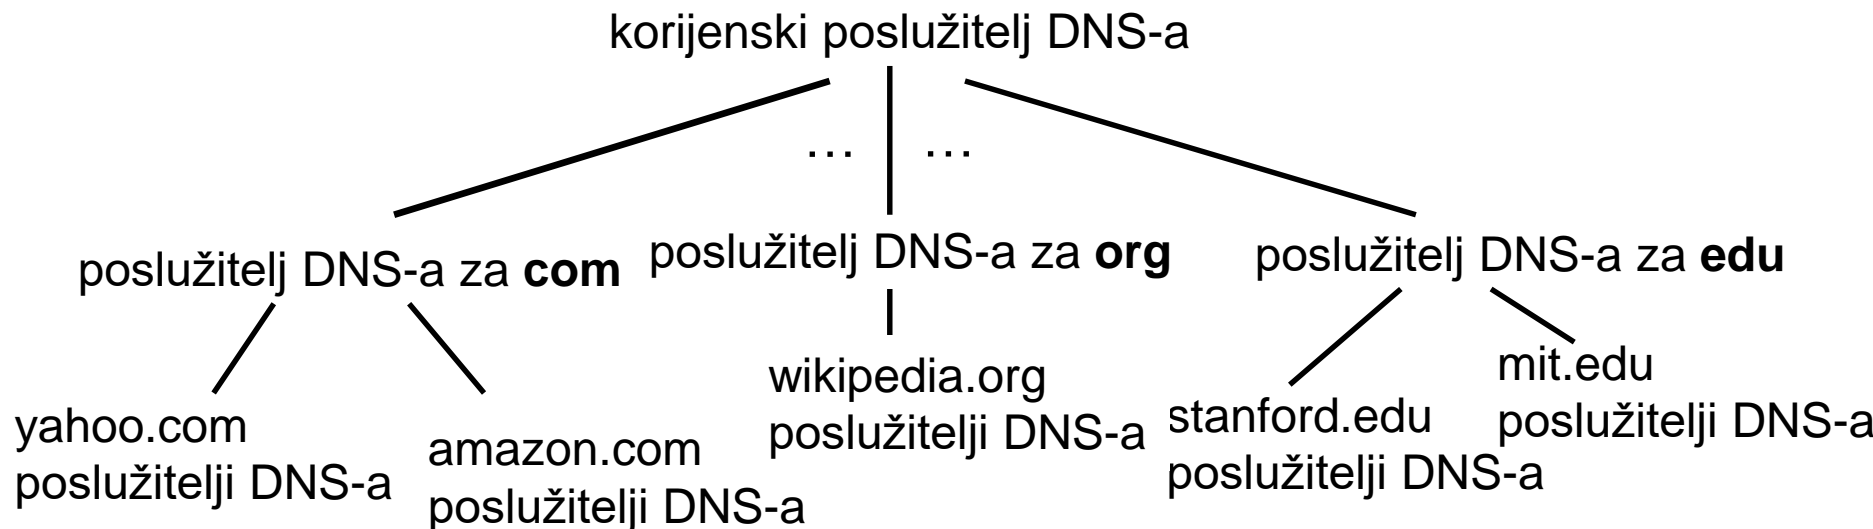 korijenski poslužitelj DNS-a
… …
poslužitelj DNS-a za com
poslužitelj DNS-a za org
poslužitelj DNS-a za edu
yahoo.com
poslužitelji DNS-a
amazon.com
poslužitelji DNS-a
wikipedia.org
poslužitelji DNS-a
stanford.edu
poslužitelji DNS-a
mit.edu
poslužitelji DNS-a